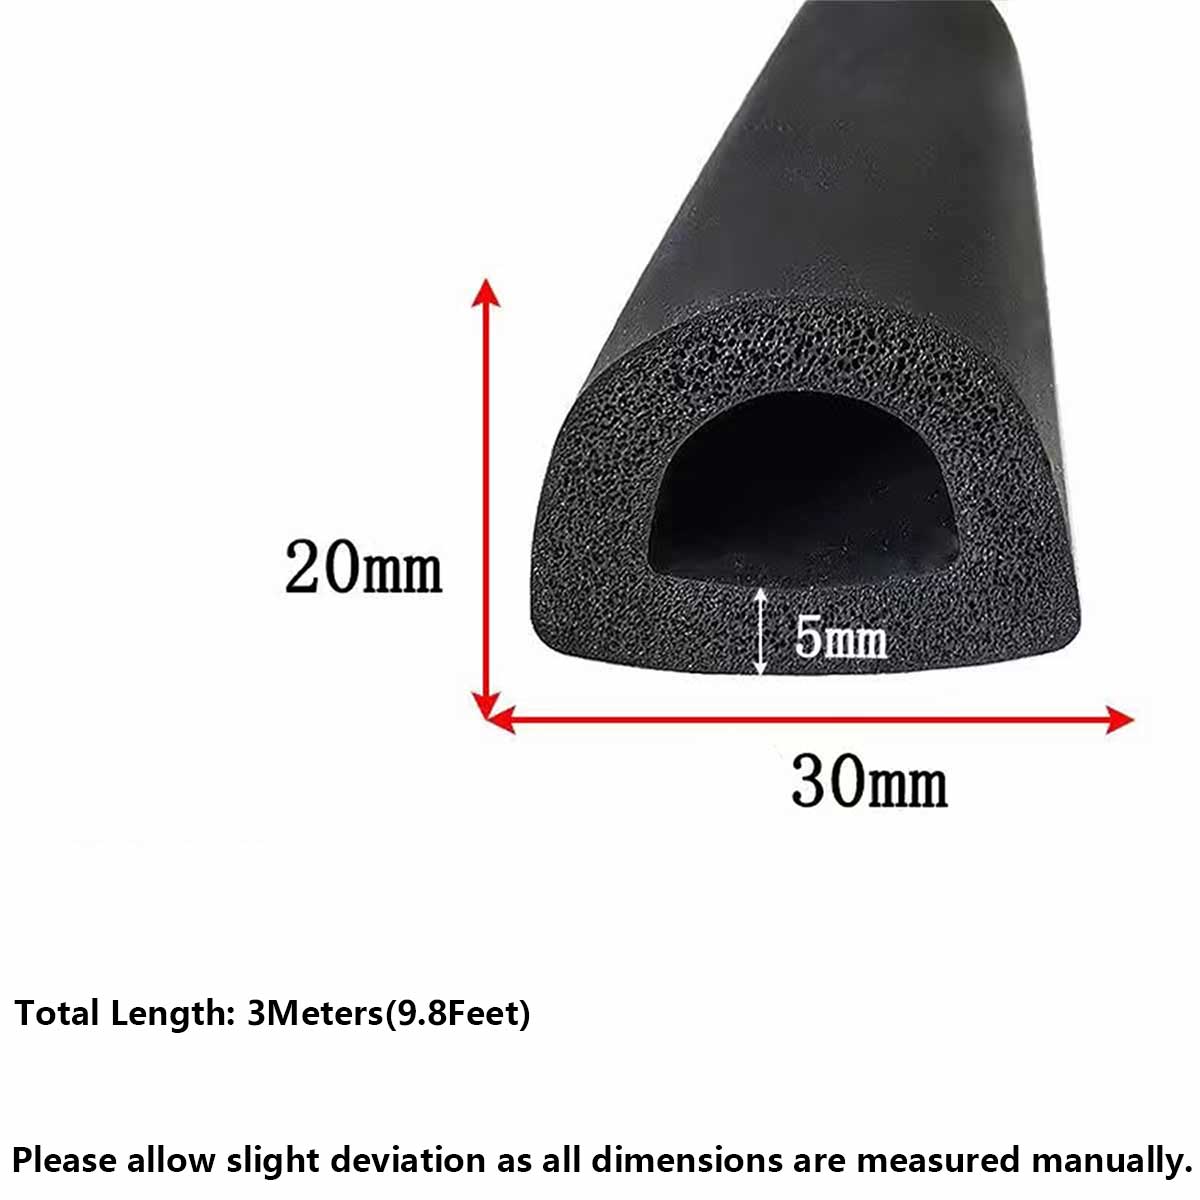 20mm
5mm
30mm
Total Length: 3Meters(9.8Feet)
Please allow slight deviation as all dimensions are measured manually.